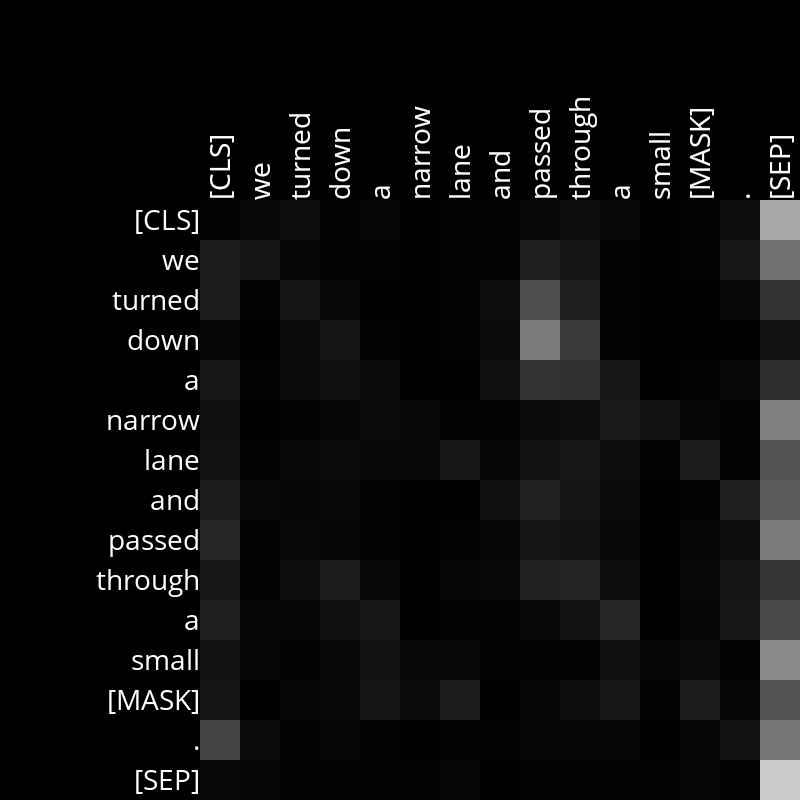 [CLS] we turned down a narrow lane and passed through a small [MASK] . [SEP]
[CLS]
we
turned
down
a
narrow
lane
and
passed
through
a
small
[MASK]
.
[SEP]